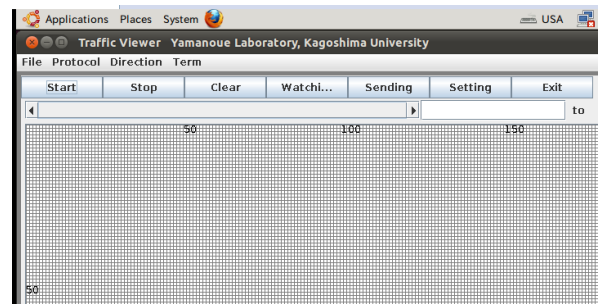 Applications Places System USA
Traffic Viewer Yamanoue Laboratory, Kagoshima University
File Protocol Direction Term
Start Stop Clear Watchi... Sending Setting Exit
to
50 100 150
50